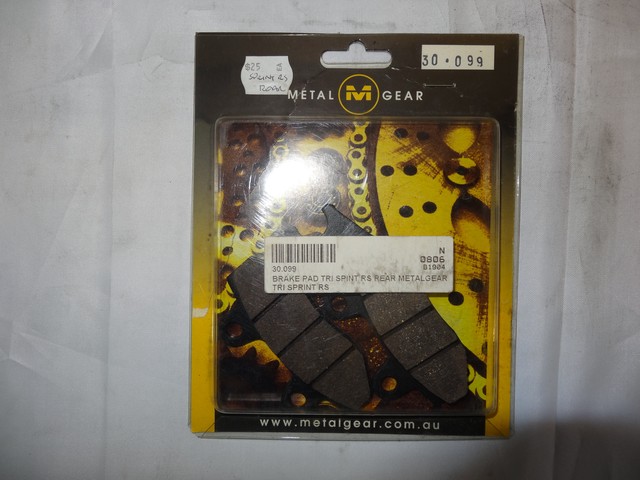 $25
SPRINT RS
REAR
30·099
METAL M GEAR
N
0806
30.099
01904
BRAKE PAD TRI SPINT RS REAR METALGEAR
TRI SPRINT RS
www.metalgear.com.au